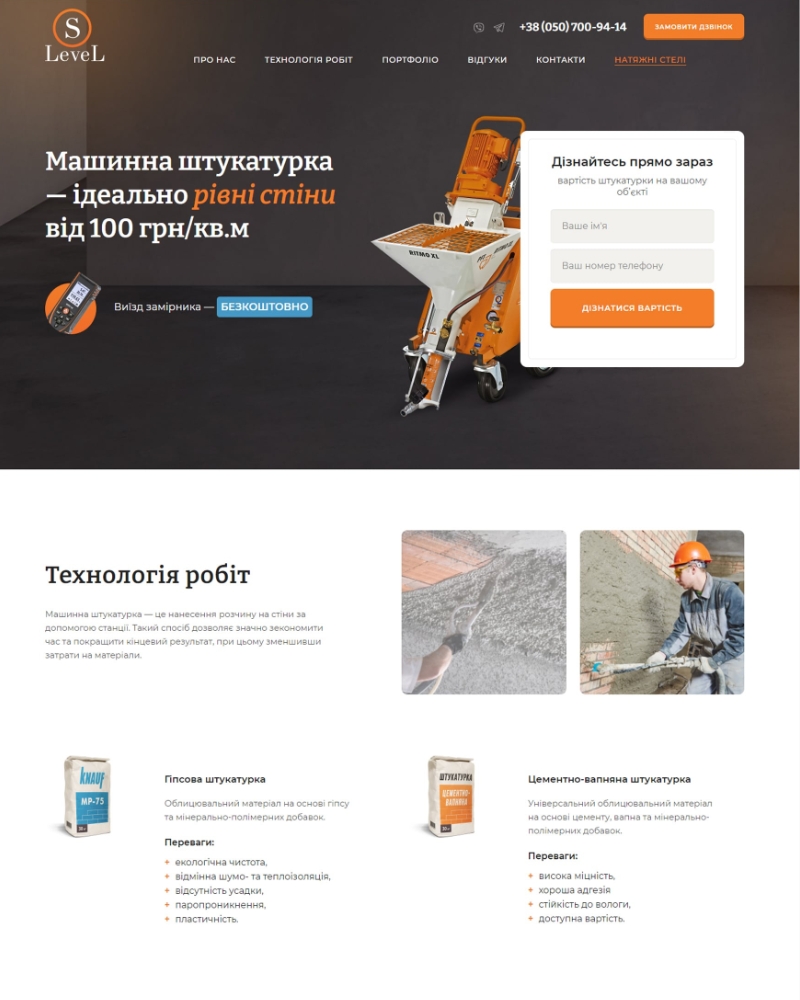 S
LeveL
+38 (050) 700-94-14
ЗАМОВИТИ ДЗВІНОК
ПРО НАС
ТЕХНОЛОГІЯ РОБІТ
ПОРТФОЛІО
ВІДГУКИ
КОНТАКТИ
НАТЯЖНІ СТЕЛІ
Машинна штукатурка
— ідеально рівні стіни
від 100 грн/кв.м
Виїзд замірника — БЕЗКОШТОВНО
RITMO XL
Дізнайтесь прямо зараз
вартість штукатурки на вашому
об'єкті
Ваше ім'я
Ваш номер телефону
ДІЗНАТИСЯ ВАРТІСТЬ
Технологія робіт
Машинна штукатурка — це нанесення розчину на стіни за
допомогою станції. Такий спосіб дозволяє значно зекономити
час та покращити кінцевий результат, при цьому зменшивши
затрати на матеріали.
KNAUF
MP-75
Гіпсова штукатурка
Облицювальний матеріал на основі гіпсу
та мінерально-полімерних добавок.
Переваги:
+ екологічна чистота,
+ відмінна шумо- та теплоізоляція,
+ відсутність усадки,
+ паропроникнення,
+ пластичність.
ШТУКАТУРКА
ЦЕМЕНТНО-
ВАПНЯНА
Цементно-вапняна штукатурка
Універсальний облицювальний матеріал
на основі цементу, вапна та мінерально-
полімерних добавок.
Переваги:
+ висока міцність,
+ хороша адгезія
+ стійкість до вологи,
+ доступна вартість.